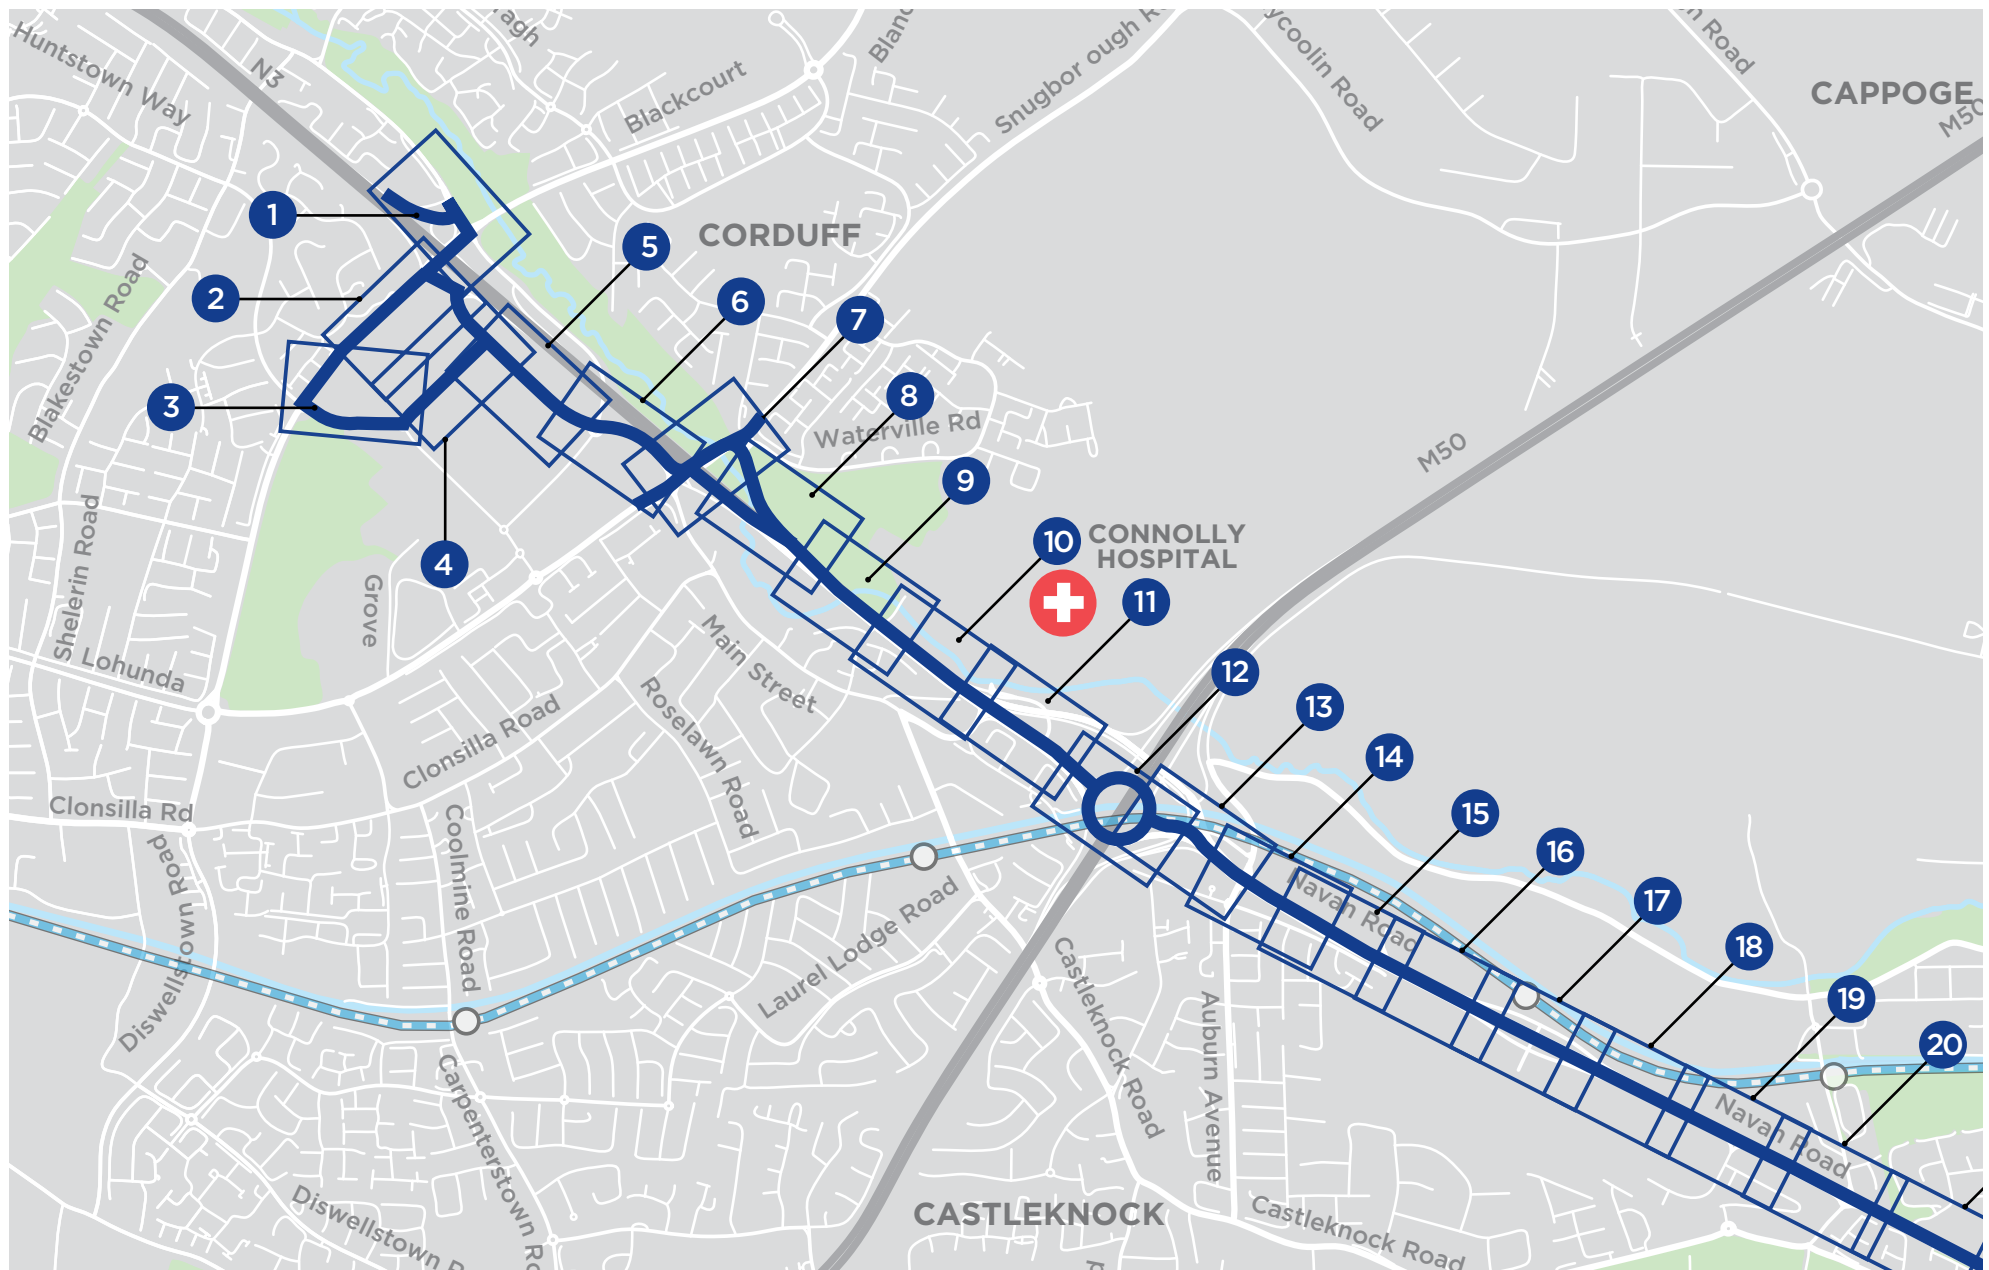 Huntstown Way
N3
Blackcourt
Snugbor ough R
ycoolin Road
n Road
CAPPOGE
M50
1
CORDUFF
5
2
6
7
Blakestown Road
3
8
Waterville Rd
M50
9
4
10
CONNOLLY
HOSPITAL
11
Shelerin Road
Grove
Lohunda
Main Street
12
Clonsilla Road
Roselawn Road
13
14
Clonsilla Rd
15
Coolmine Road
16
Diswellstown Road
Navan Road
17
Laurel Lodge Road
18
Castleknock Road
Auburn Avenue
19
20
Carpenterstown Ro
Navan Road
Diswellstown R
CASTLEKNOCK
Castleknock Road